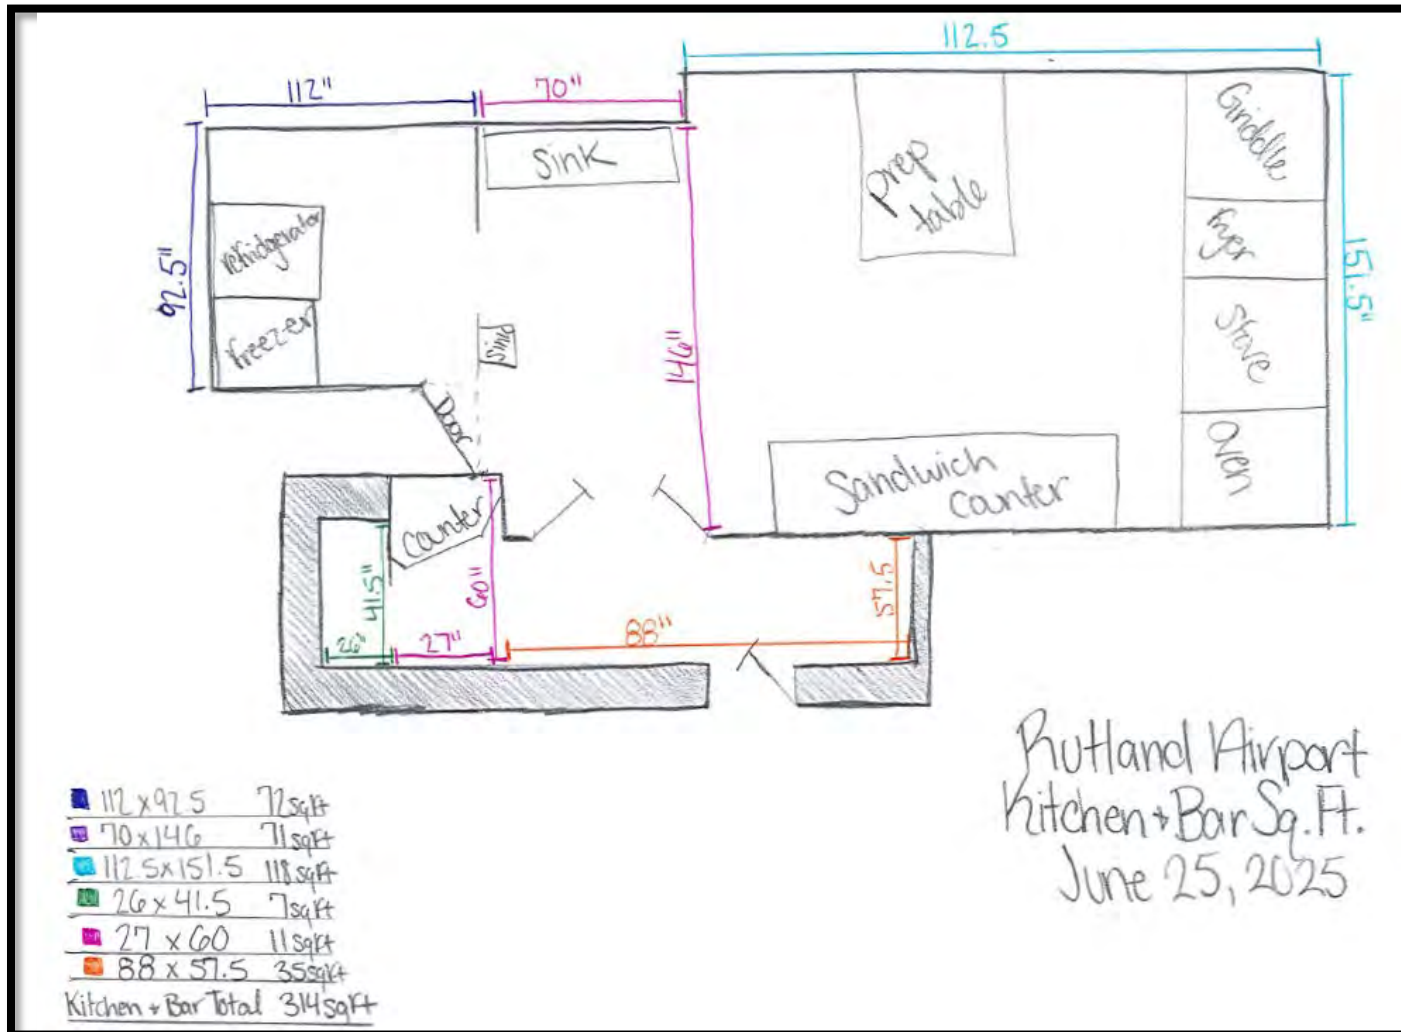 112.5
112"
70"
Sink
prep
table
Griddle
fryer
Stove
oven
refridgerator
freezer
92.5"
sink
146"
151.5"
Door
Sandwich
counter
counter
41.5"
60"
57.5
26"
27"
88"
Rutland Airport
Kitchen + Bar Sq. Ft.
June 25, 2025
112 x 92.5 72 sqft
70 x 146 71 sqft
112.5 x 151.5 118 sqft
26 x 41.5 7 sqft
27 x 60 11 sqft
88 x 57.5 35 sqft
Kitchen + Bar Total 314 sqft